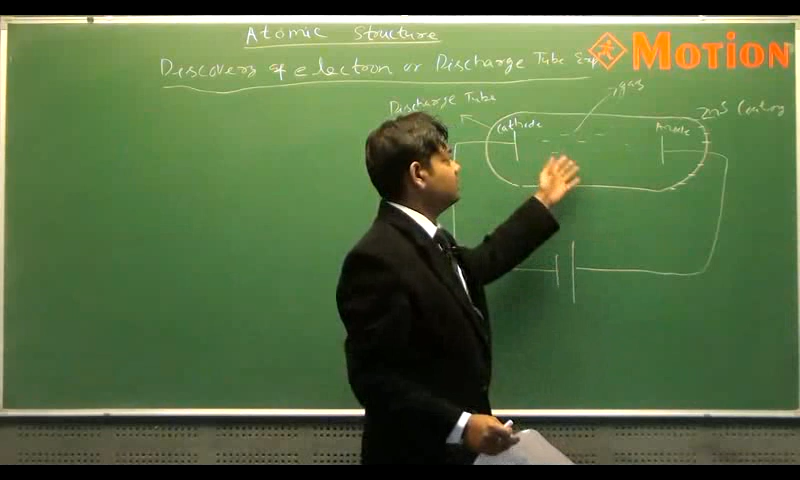 Atomic Structure
MOTION
Discovery of electron or Discharge Tube Exp
gas
Discharge Tube
ZnS Coating
Cathode
Anode